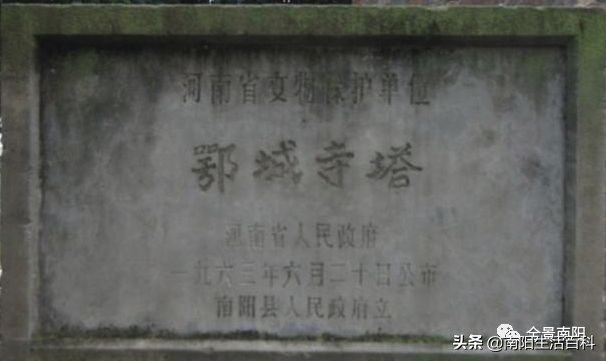 河南省文物保护单位
鄂城寺塔
河南省人民政府
一九六三年六月二十日公布
南阳县人民政府立
全景南阳
头条 @南阳生活百科